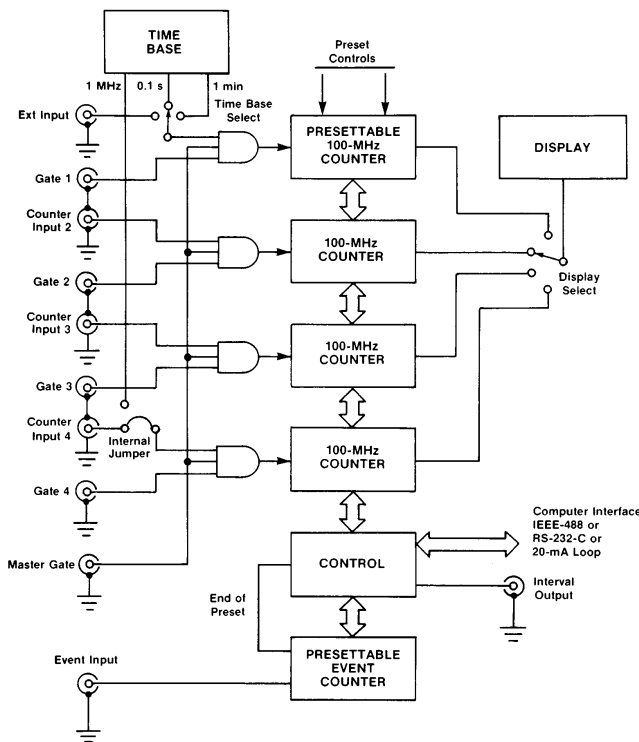 TIME
BASE
1 MHz
0.1 s
1 min
Preset
Controls
Ext Input
Time Base
Select
PRESETTABLE
100-MHz
COUNTER
DISPLAY
Gate 1
Counter
Input 2
100-MHz
COUNTER
Display
Select
Gate 2
Counter
Input 3
100-MHz
COUNTER
Gate 3
Counter
Input 4
Internal
Jumper
100-MHz
COUNTER
Gate 4
Computer Interface
IEEE-488 or
RS-232-C or
20-mA Loop
Master Gate
CONTROL
Interval
Output
End of
Preset
Event Input
PRESETTABLE
EVENT
COUNTER